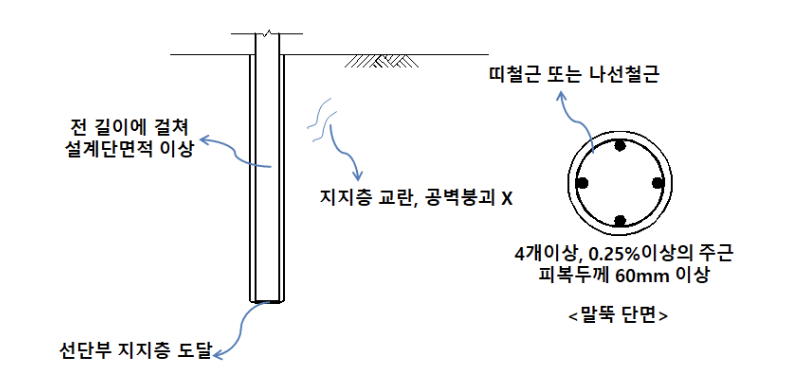 띠철근 또는 나선철근
전 길이에 걸쳐
설계단면적 이상
지지층 교란, 공벽붕괴 X
4개이상, 0.25%이상의 주근
피복두께 60mm 이상
<말뚝 단면>
선단부 지지층 도달